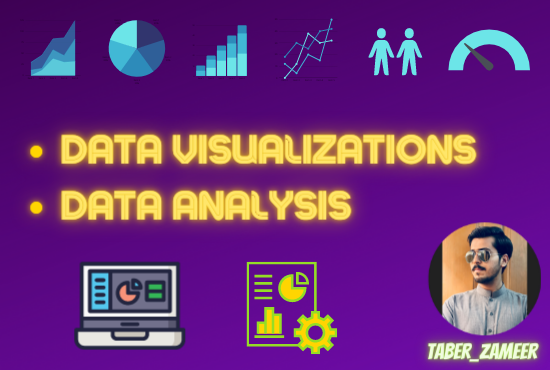 • DATA VISUALIZATIONS
• DATA ANALYSIS
TABER_ZAMEER